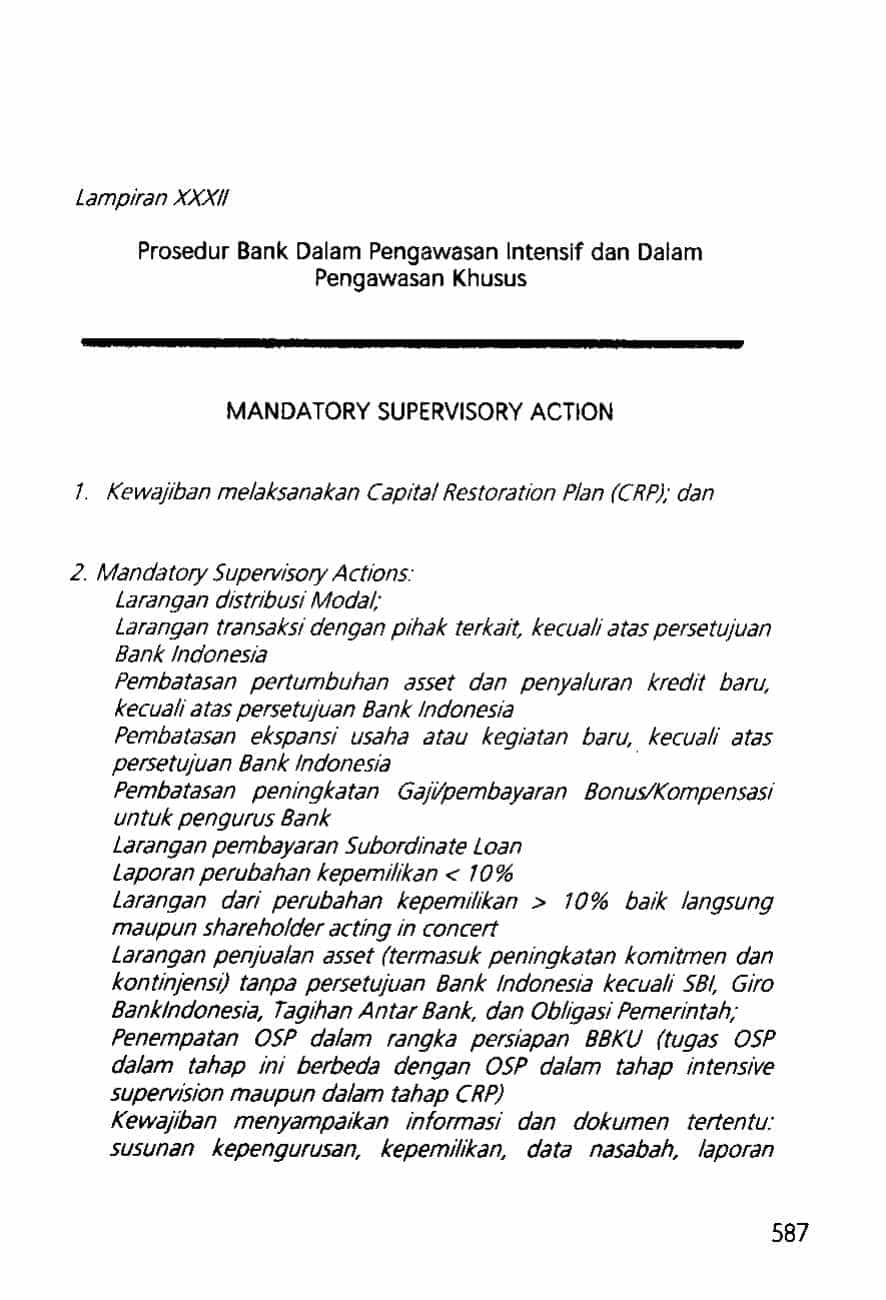 Lampiran XXXII
Prosedur Bank Dalam Pengawasan Intensif dan Dalam
Pengawasan Khusus
MANDATORY SUPERVISORY ACTION
1. Kewajiban melaksanakan Capital Restoration Plan (CRP); dan
2. Mandatory Supervisory Actions:
Larangan distribusi Modal;
Larangan transaksi dengan pihak terkait, kecuali atas persetujuan
Bank Indonesia
Pembatasan pertumbuhan asset dan penyaluran kredit baru,
kecuali atas persetujuan Bank Indonesia
Pembatasan ekspansi usaha atau kegiatan baru, kecuali atas
persetujuan Bank Indonesia
Pembatasan peningkatan Gaji/pembayaran Bonus/Kompensasi
untuk pengurus Bank
Larangan pembayaran Subordinate Loan
Laporan perubahan kepemilikan < 10%
Larangan dari perubahan kepemilikan > 10% baik langsung
maupun shareholder acting in concert
Larangan penjualan asset (termasuk peningkatan komitmen dan
kontinjensi) tanpa persetujuan Bank Indonesia kecuali SBI, Giro
BankIndonesia, Tagihan Antar Bank, dan Obligasi Pemerintah;
Penempatan OSP dalam rangka persiapan BBKU (tugas OSP
dalam tahap ini berbeda dengan OSP dalam tahap intensive
supervision maupun dalam tahap CRP)
Kewajiban menyampaikan informasi dan dokumen tertentu:
susunan kepengurusan, kepemilikan, data nasabah, laporan
587